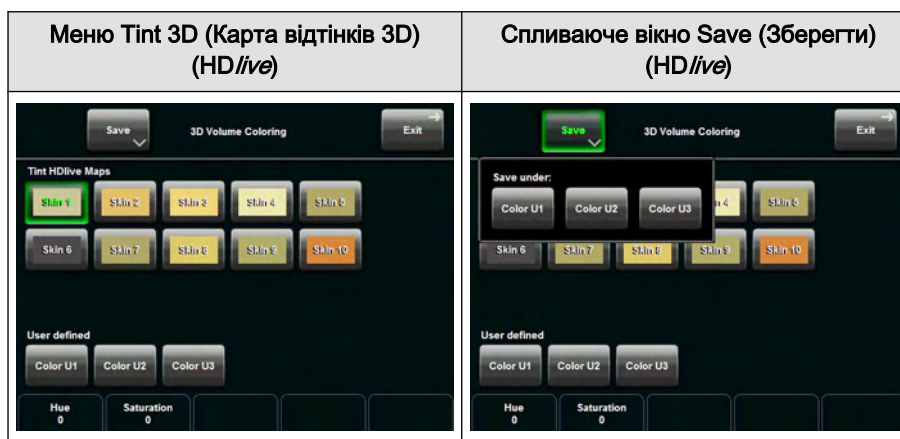 Меню Tint 3D (Карта відтінків 3D)
(HDlive)
Спливаюче вікно Save (Зберегти)
(HDlive)
Save
3D Volume Coloring
Exit
Tint HDlive Maps
Skin 1 Skin 2 Skin 3 Skin 4 Skin 5
Skin 6 Skin 7 Skin 8 Skin 9 Skin 10
User defined
Color U1 Color U2 Color U3
Hue Saturation
0 0
Save
3D Volume Coloring
Exit
Save under:
Color U1 Color U2 Color U3
n 4 Skin 5
Skin 6 Skin 7 Skin 8 Skin 9 Skin 10
User defined
Color U1 Color U2 Color U3
Hue Saturation
0 0